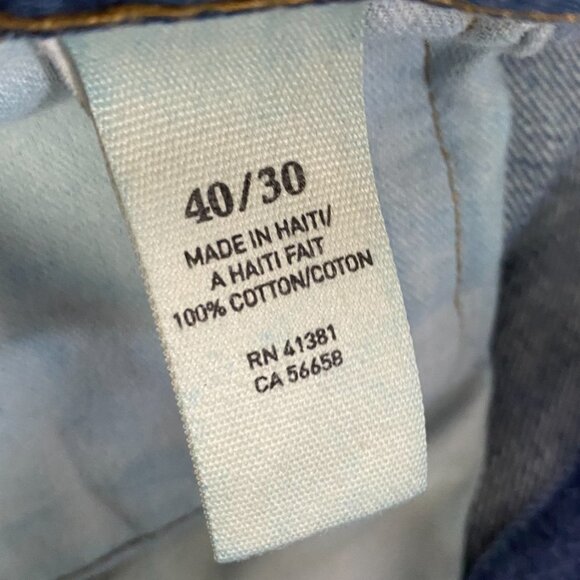 40/30
MADE IN HAITI/
A HAITI FAIT
100% COTTON/COTON
RN 41381
CA 56658